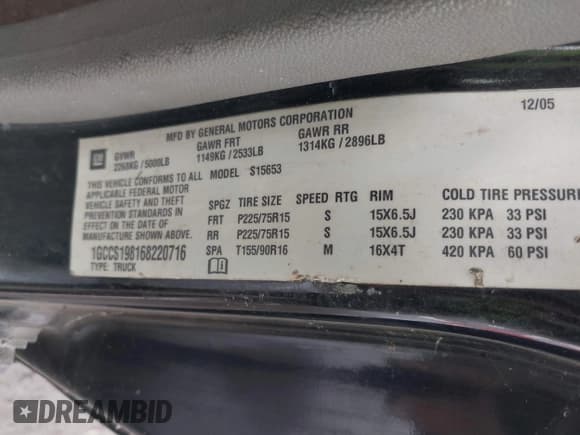 12/05
MFD BY GENERAL MOTORS CORPORATION
GM GVWR GAWR FRT GAWR RR
2268KG / 5000LB 1149KG / 2533LB 1314KG / 2896LB
THIS VEHICLE CONFORMS TO ALL MODEL S15653
APPLICABLE FEDERAL MOTOR
VEHICLE SAFETY AND THEFT
PREVENTION STANDARDS IN
EFFECT ON THE DATE OF
MANUFACTURE SHOWN ABOVE.
1GCCS198168220716
TYPE: TRUCK
SPGZ TIRE SIZE SPEED RTG RIM COLD TIRE PRESSURE
FRT P225/75R15 S 15X6.5J 230 KPA 33 PSI
RR P225/75R15 S 15X6.5J 230 KPA 33 PSI
SPA T155/90R16 M 16X4T 420 KPA 60 PSI
DREAMBID